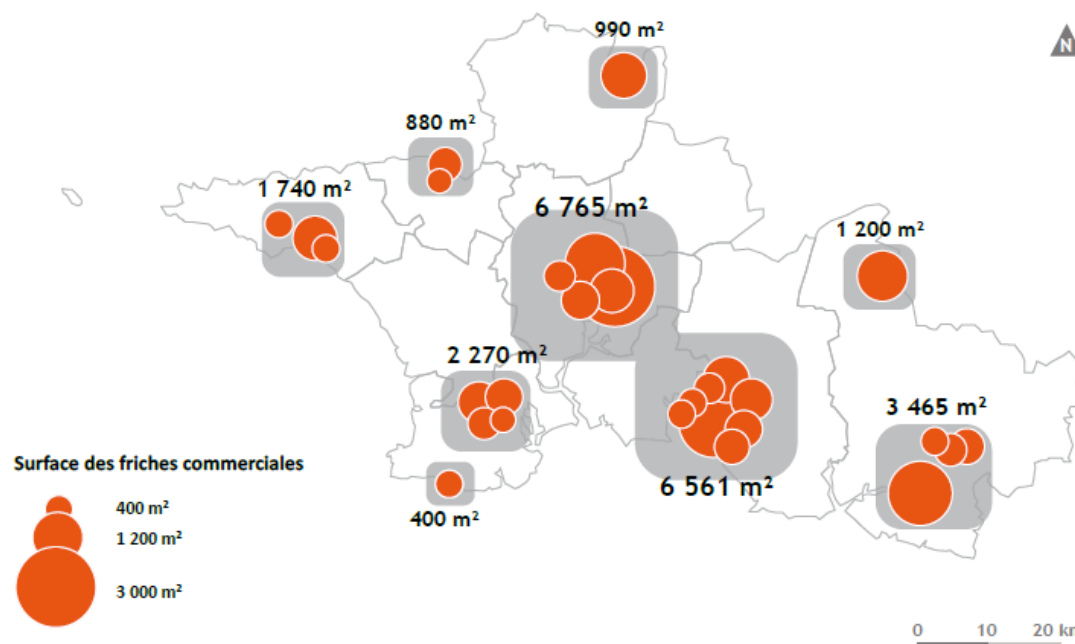 990 m²
N
880 m²
1 740 m²
6 765 m²
1 200 m²
2 270 m²
3 465 m²
6 561 m²
400 m²
Surface des friches commerciales
400 m²
1 200 m²
3 000 m²
0 10 20 km